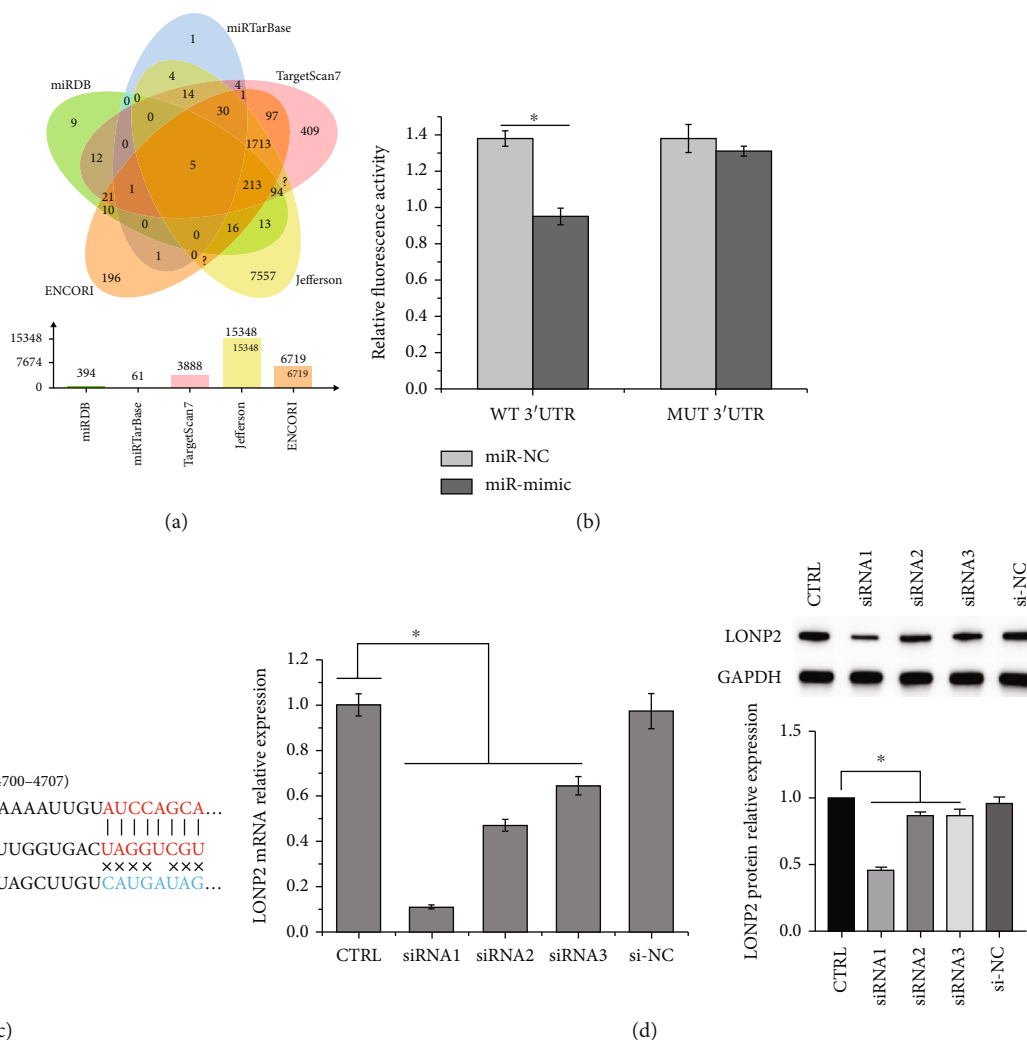 miRTarBase
1
TargetScan7
miRDB
4
4
0 0
14
1
9
0
30
97
409
0
1713
12
5
1
213
?
21
94
10
0
16
13
0
1
0
?
196
7557
Jefferson
ENCORI
15348
7674
0
394
61
3888
15348
15348
6719
6719
miRDB
miRTarBase
TargetScan7
Jefferson
ENCORI
(a)
Relative fluorescence activity
1.4
1.2
1.0
0.8
0.6
0.4
0.2
0.0
*
WT 3′UTR
MUT 3′UTR
miR-NC
miR-mimic
(b)
4700–4707)
AAAAUUGUAUCCAGCA…
UUGGUGACUAGGUCGU
×××× ×××
UAGCUUGUCAUGAUAG…
c)
LONP2 mRNA relative expression
1.2
1.0
0.8
0.6
0.4
0.2
0.0
*
CTRL
siRNA1
siRNA2
siRNA3
si-NC
CTRL
siRNA1
siRNA2
siRNA3
si-NC
LONP2
GAPDH
LONP2 protein relative expression
1.5
1.0
0.5
0.0
*
CTRL
siRNA1
siRNA2
siRNA3
si-NC
(d)